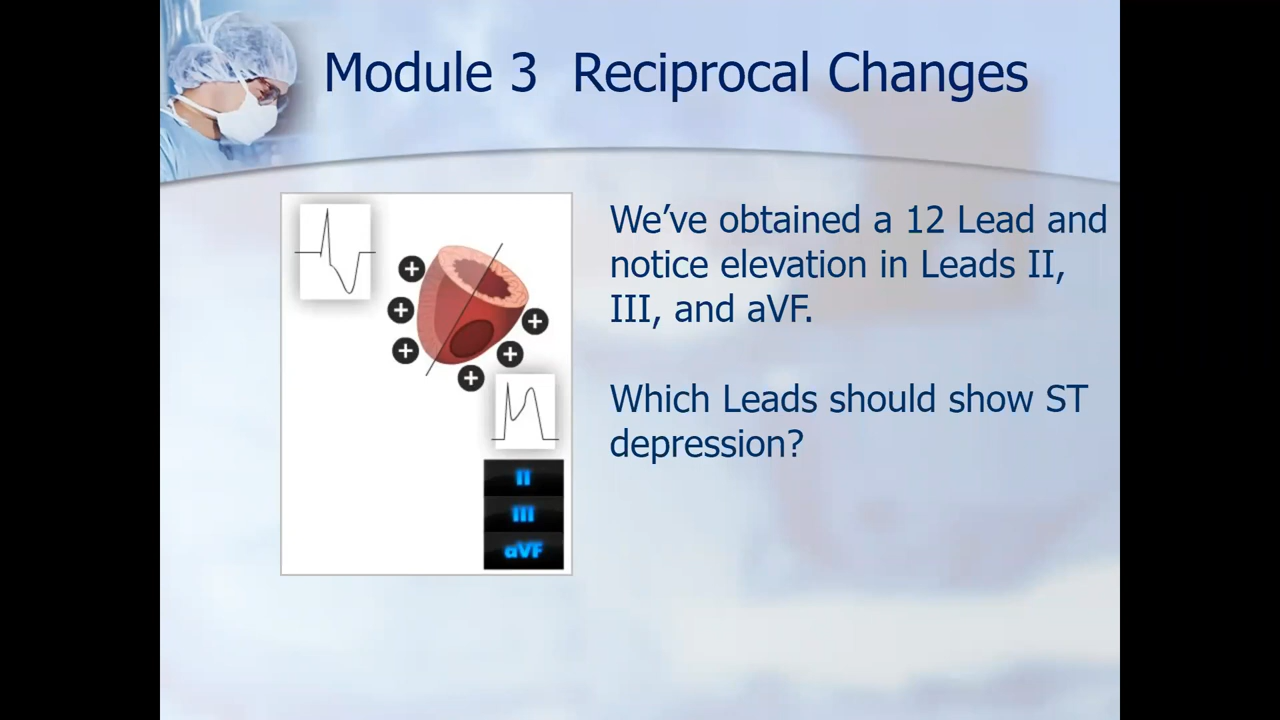 Module 3 Reciprocal Changes
We've obtained a 12 Lead and
notice elevation in Leads II,
III, and aVF.
Which Leads should show ST
depression?
+
+
+
+
+
+
+
II
III
aVF